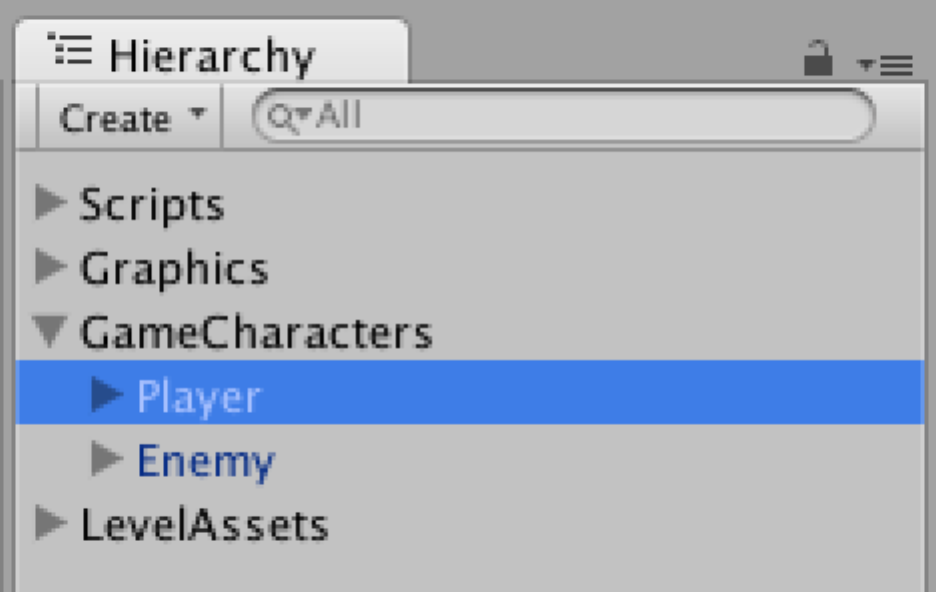 Hierarchy
Create
All
Scripts
Graphics
GameCharacters
Player
Enemy
LevelAssets